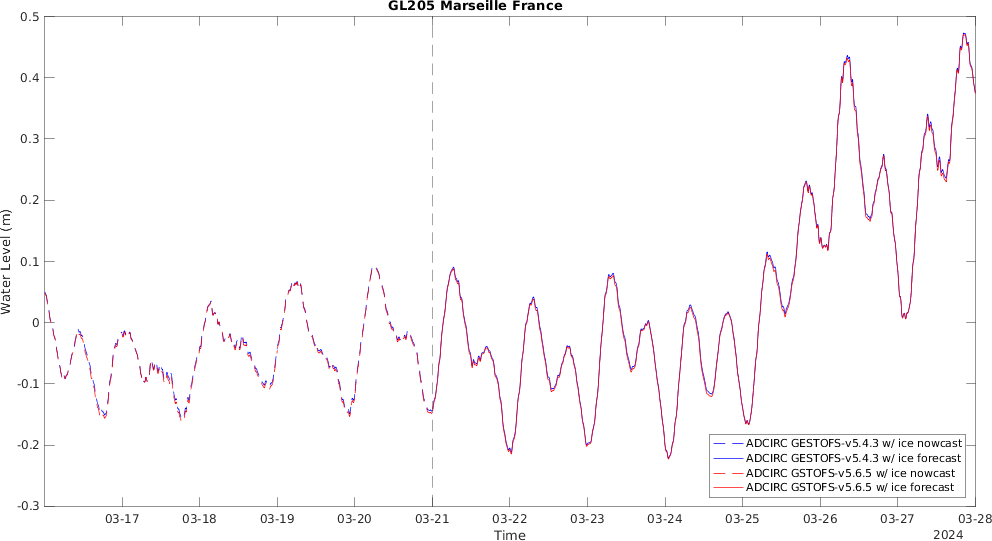 GL205 Marseille France
0.5
0.4
0.3
0.2
0.1
0
-0.1
-0.2
-0.3
Water Level (m)
ADCIRC GESTOFS-v5.4.3 w/ ice nowcast
ADCIRC GESTOFS-v5.4.3 w/ ice forecast
ADCIRC GSTOFS-v5.6.5 w/ ice nowcast
ADCIRC GSTOFS-v5.6.5 w/ ice forecast
03-17 03-18 03-19 03-20 03-21 03-22 03-23 03-24 03-25 03-26 03-27 03-28
Time
2024